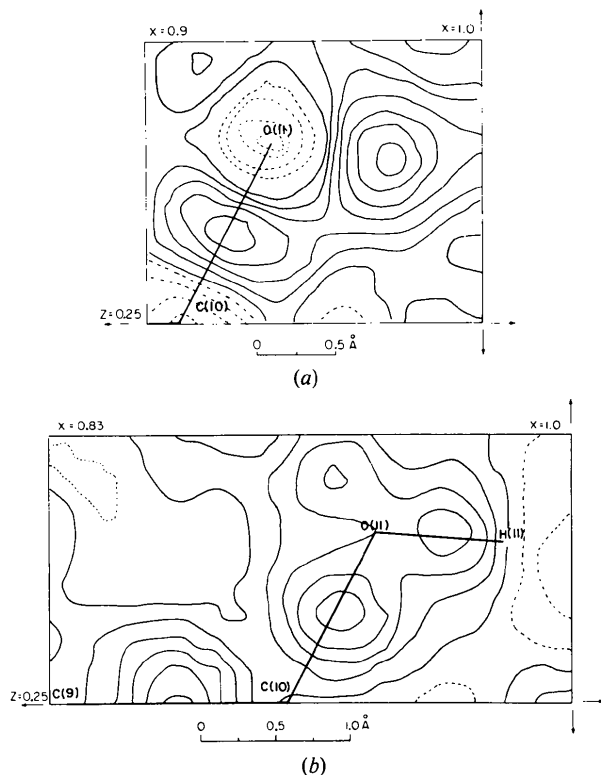 X=0.9
X=1.0
O(11)
C(10)
Z=0.25
0 0.5 Å
(a)
X=0.83
X=1.0
O(11)
H(11)
Z=0.25
C(9)
C(10)
0 0.5 1.0 Å
(b)